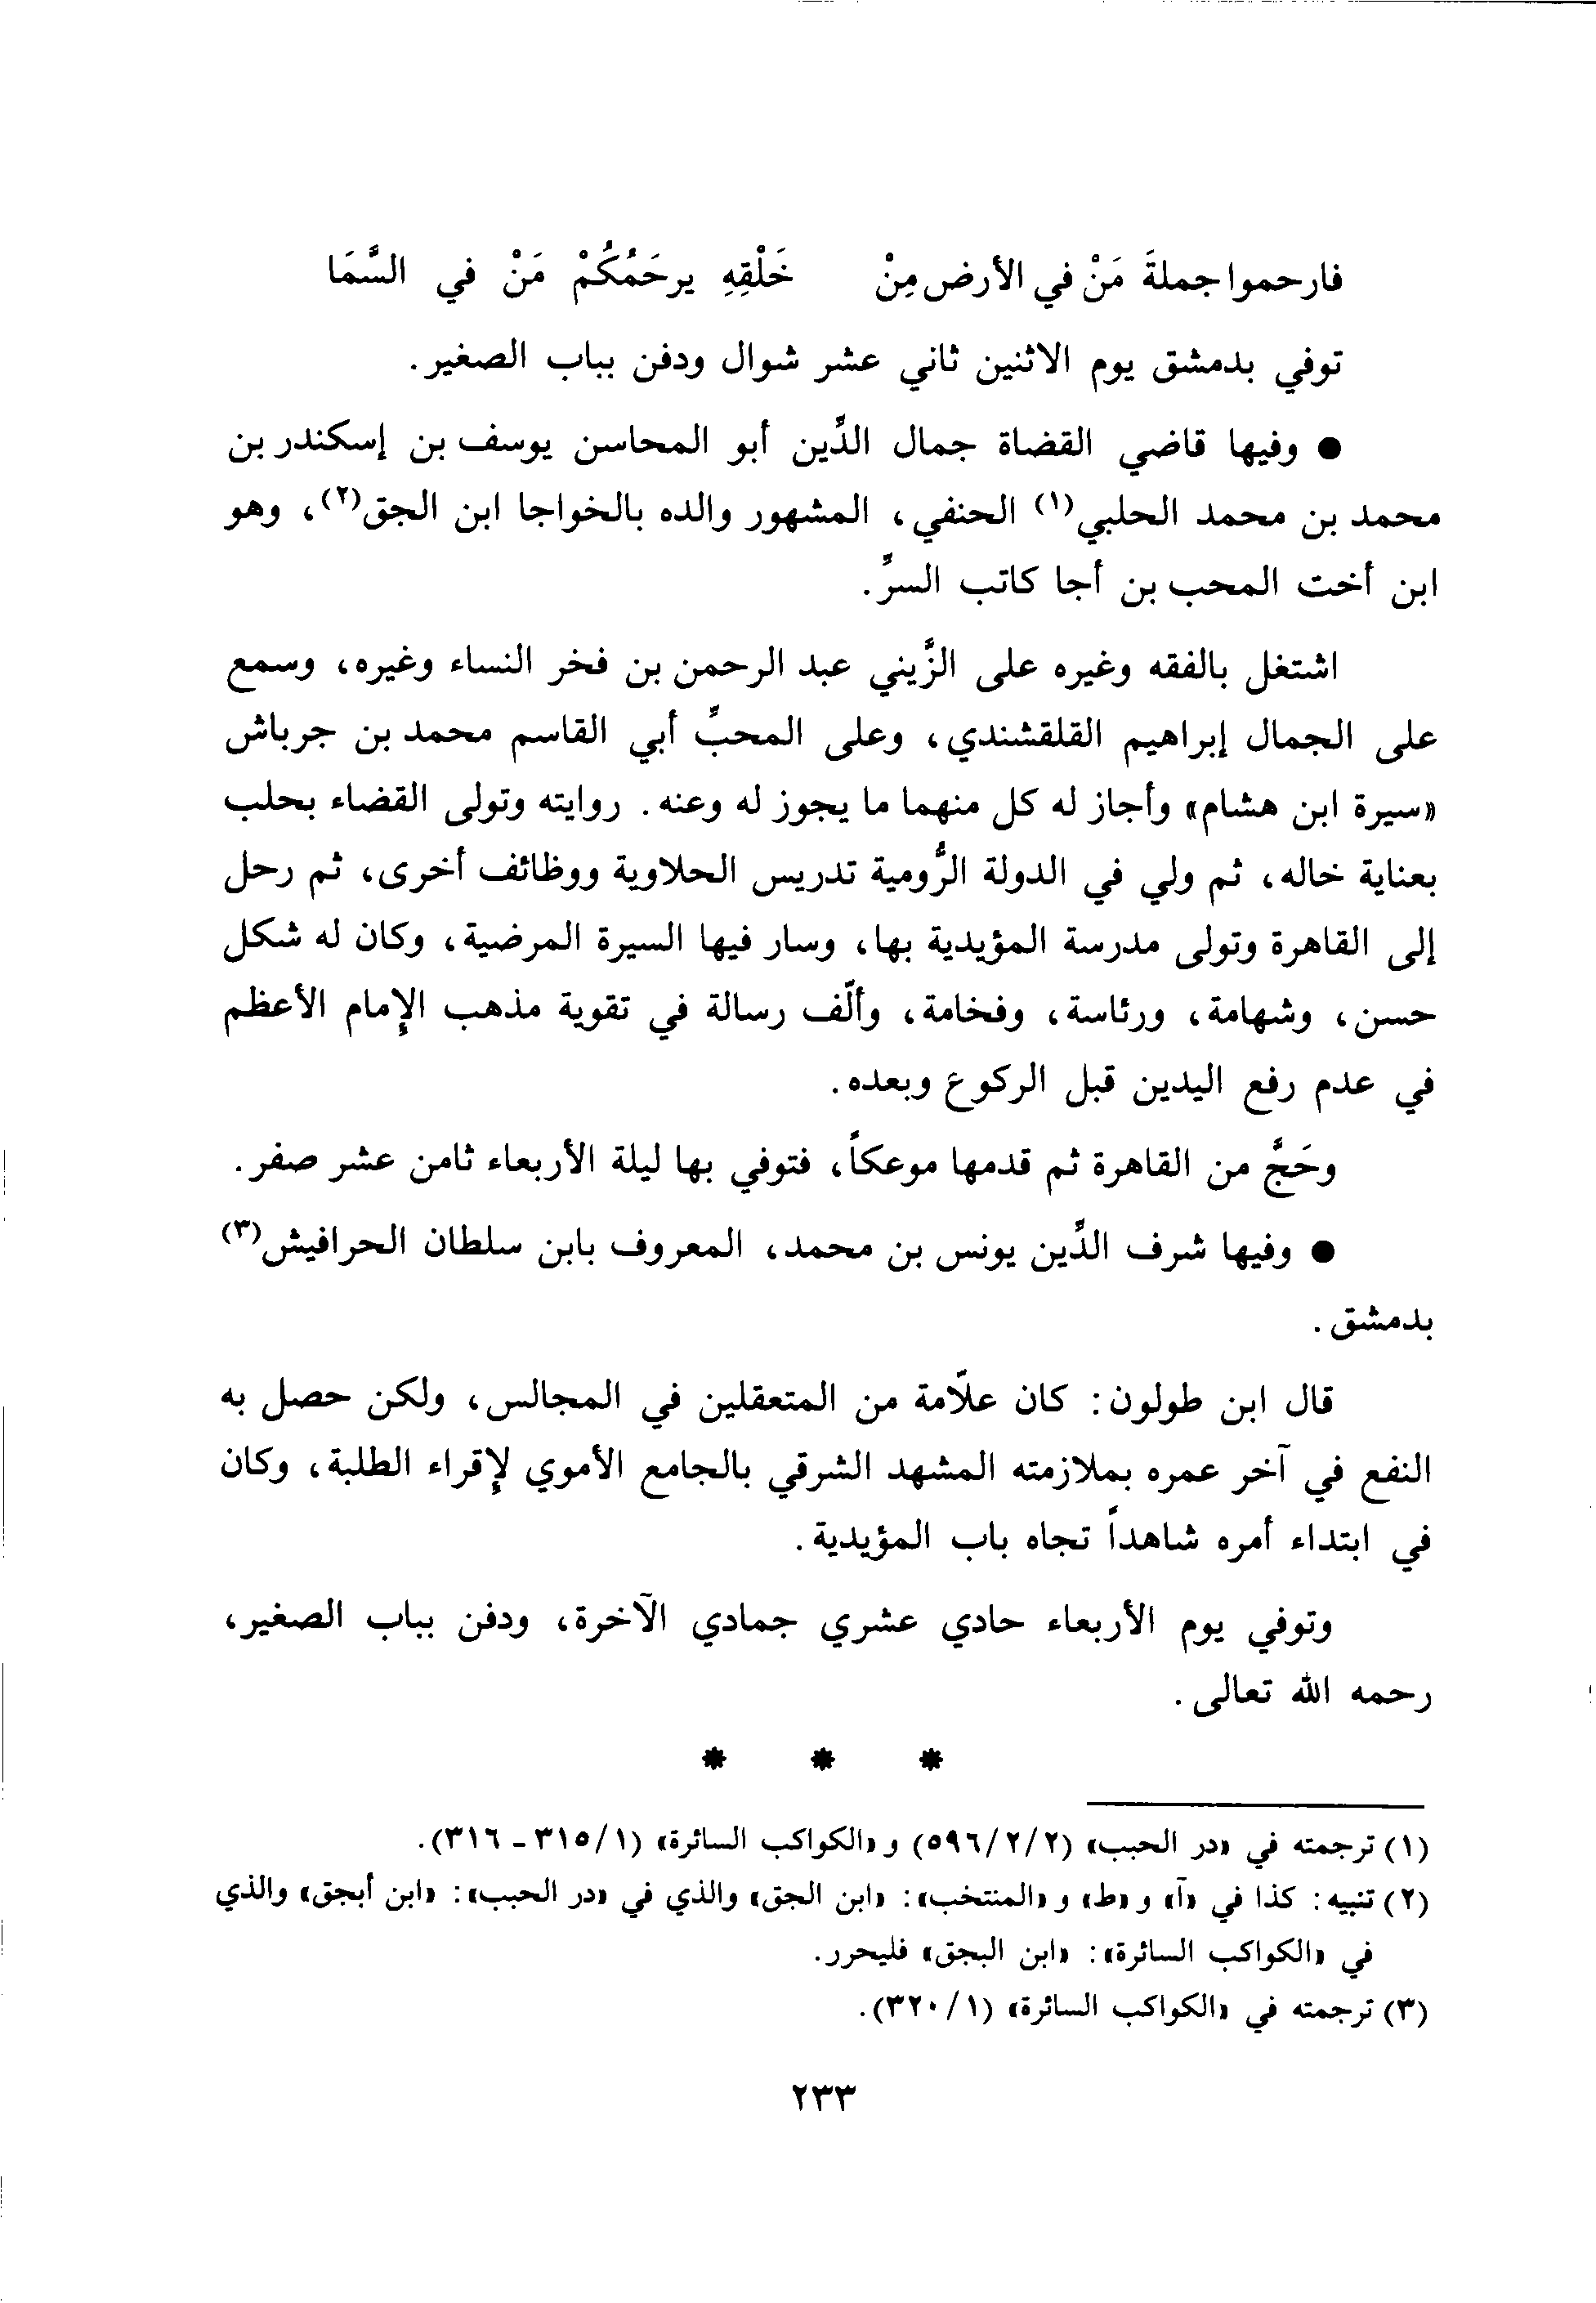 فارحموا جملةَ مَنْ في الأرض مِنْ خَلْقِهِ يرحَمُكُمْ مَنْ في السَّمَا
توفي بدمشق يوم الاثنين ثاني عشر شوال ودفن بباب الصغير.
● وفيها قاضي القضاة جمال الدِّين أبو المحاسن يوسف بن إسكندر بن
محمد بن محمد الحلبي(١) الحنفي، المشهور والده بالخواجا ابن الجق(٢)، وهو
ابن أخت المحب بن أجا كاتب السرِّ.
اشتغل بالفقه وغيره على الزَّيني عبد الرحمن بن فخر النساء وغيره، وسمع
على الجمال إبراهيم القلقشندي، وعلى المحبِّ أبي القاسم محمد بن جرباش
«سيرة ابن هشام» وأجاز له كل منهما ما يجوز له وعنه. روايته وتولى القضاء بحلب
بعناية خاله، ثم ولي في الدولة الرُّومية تدريس الحلاوية ووظائف أخرى، ثم رحل
إلى القاهرة وتولى مدرسة المؤيدية بها، وسار فيها السيرة المرضية، وكان له شكل
حسن، وشهامة، ورئاسة، وفخامة، وألّف رسالة في تقوية مذهب الإمام الأعظم
في عدم رفع اليدين قبل الركوع وبعده.
وحَجَّ من القاهرة ثم قدمها موعكاً، فتوفي بها ليلة الأربعاء ثامن عشر صفر.
● وفيها شرف الدِّين يونس بن محمد، المعروف بابن سلطان الحرافيش(٣)
بدمشق.
قال ابن طولون: كان علاّمة من المتعقلين في المجالس، ولكن حصل به
النفع في آخر عمره بملازمته المشهد الشرقي بالجامع الأموي لإقراء الطلبة، وكان
في ابتداء أمره شاهداً تجاه باب المؤيدية.
وتوفي يوم الأربعاء حادي عشري جمادي الآخرة، ودفن بباب الصغير،
رحمه الله تعالى.
* * *
(١) ترجمته في «در الحبب» (٢/٢/٥٩٦) و «الكواكب السائرة» (١/٣١٥ - ٣١٦).
(٢) تنبيه: كذا في «آ» و «ط» و «المنتخب»: «ابن الجق» والذي في «در الحبب»: «ابن أبجق» والذي
في «الكواكب السائرة»: «ابن البجق» فليحرر.
(٣) ترجمته في «الكواكب السائرة» (١/٣٢٠).
٢٣٣